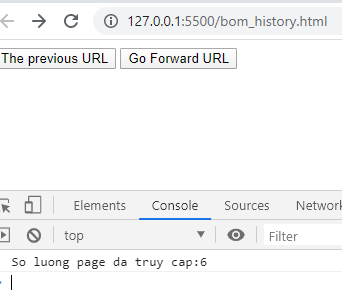 127.0.0.1:5500/bom_history.html
The previous URL Go Forward URL
Elements Console Sources Network
top Filter
So luong page da truy cap:6